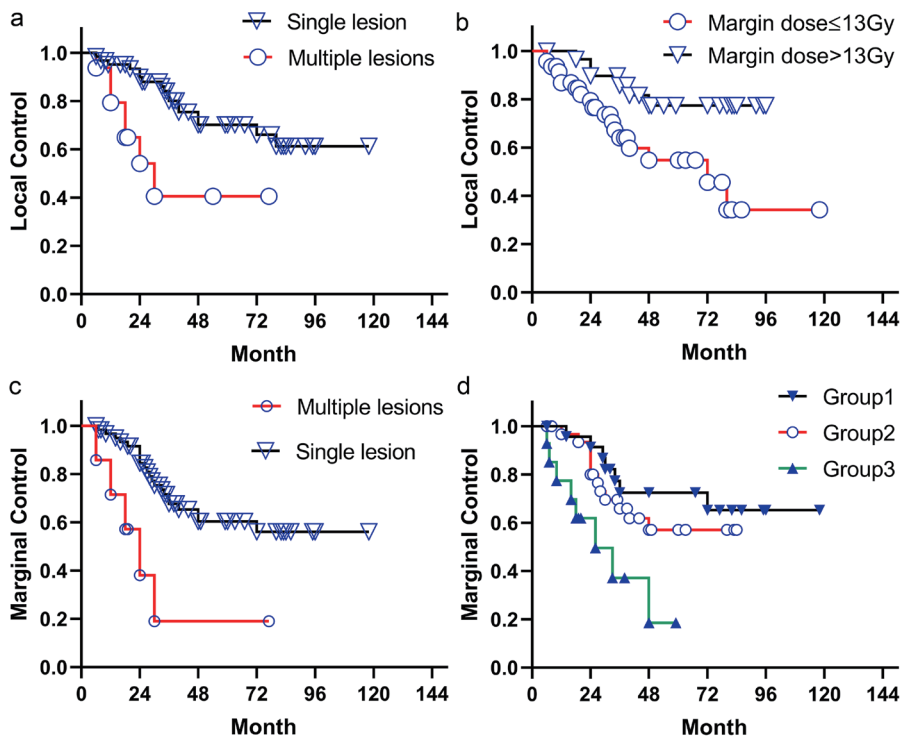 a
Single lesion
Multiple lesions
Local Control
1.0
0.8
0.6
0.4
0.2
0.0
0 24 48 72 96 120 144
Month
b
Margin dose≤13Gy
Margin dose>13Gy
Local Control
1.0
0.8
0.6
0.4
0.2
0.0
0 24 48 72 96 120 144
Month
c
Multiple lesions
Single lesion
Marginal Control
1.0
0.8
0.6
0.4
0.2
0.0
0 24 48 72 96 120 144
Month
d
Group1
Group2
Group3
Marginal Control
1.0
0.8
0.6
0.4
0.2
0.0
0 24 48 72 96 120 144
Month